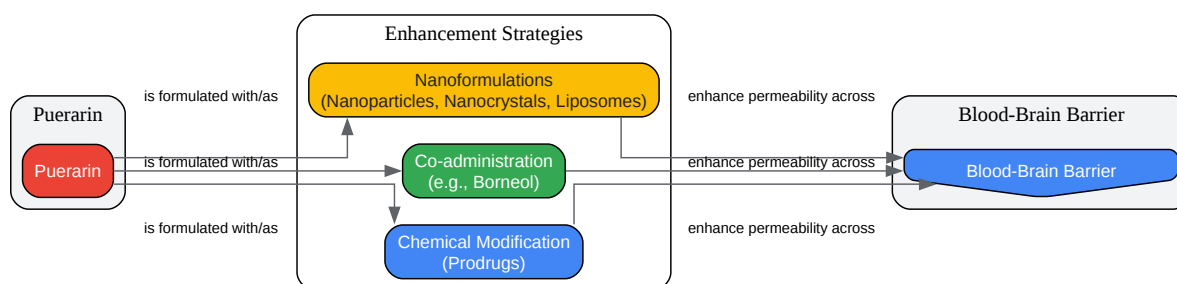 Enhancement Strategies
Nanoformulations
(Nanoparticles, Nanocrystals, Liposomes)
is formulated with/as
enhance permeability across
Puerarin
Blood-Brain Barrier
Puerarin
is formulated with/as
Co-administration
(e.g., Borneol)
enhance permeability across
Blood-Brain Barrier
is formulated with/as
Chemical Modification
(Prodrugs)
enhance permeability across